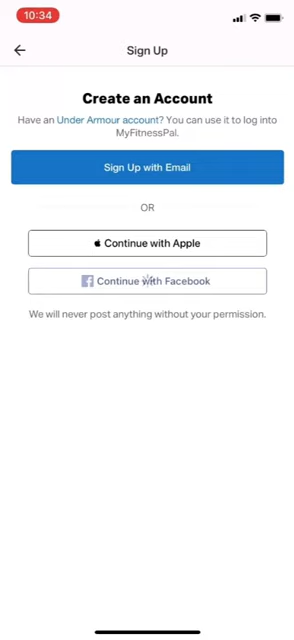 10:34
Sign Up
Create an Account
Have an Under Armour account? You can use it to log into
MyFitnessPal.
Sign Up with Email
OR
Continue with Apple
Continue with Facebook
We will never post anything without your permission.